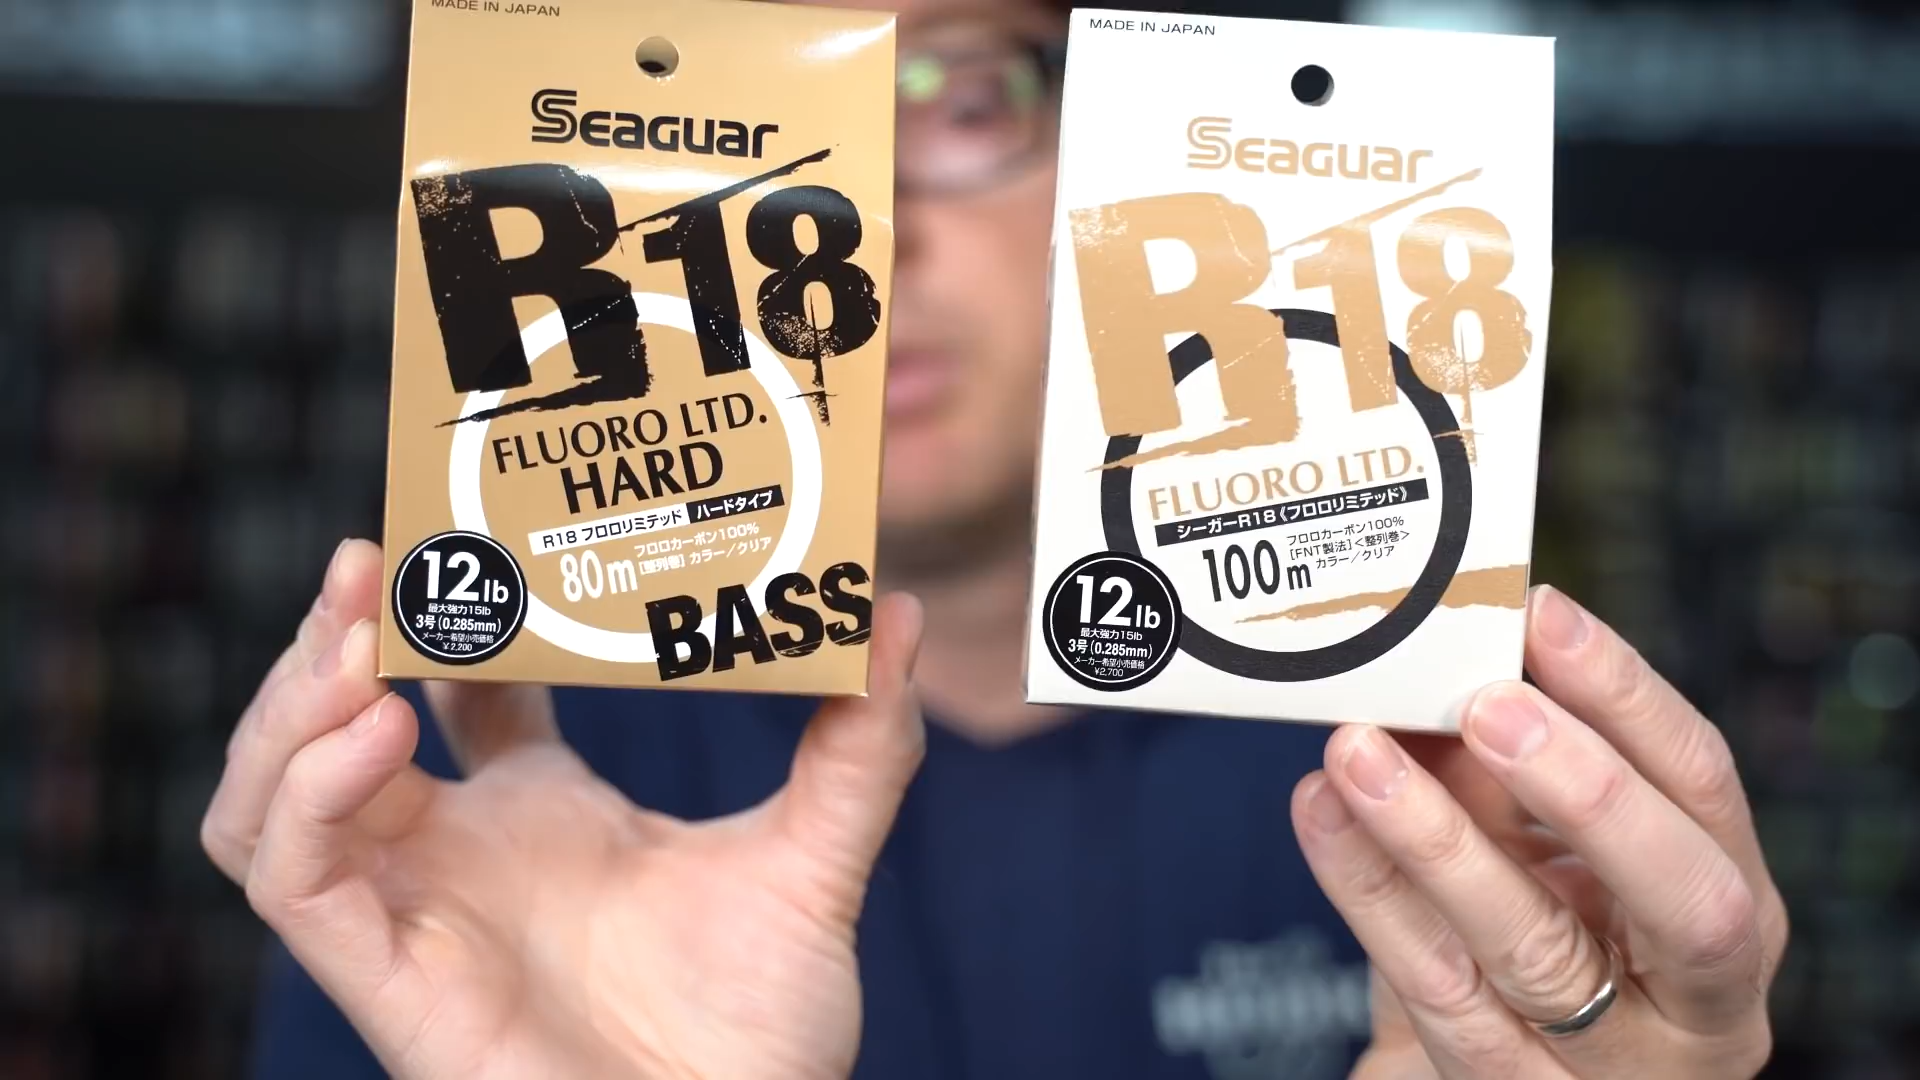 MADE IN JAPAN
SEAGUAR
R18
FLUORO LTD.
HARD
R18 フロロリミテッド ハードタイプ
80m
フロロカーボン100%
[整列巻] カラー／クリア
BASS
12lb
最大強力15lb
3号(0.285mm)
メーカー希望小売価格
¥2,200
MADE IN JAPAN
SEAGUAR
R18
FLUORO LTD.
シーガーR18《フロロリミテッド》
100m
フロロカーボン100%
[FNT製法]<整列巻>
カラー／クリア
12lb
最大強力15lb
3号(0.285mm)
メーカー希望小売価格
¥2,700